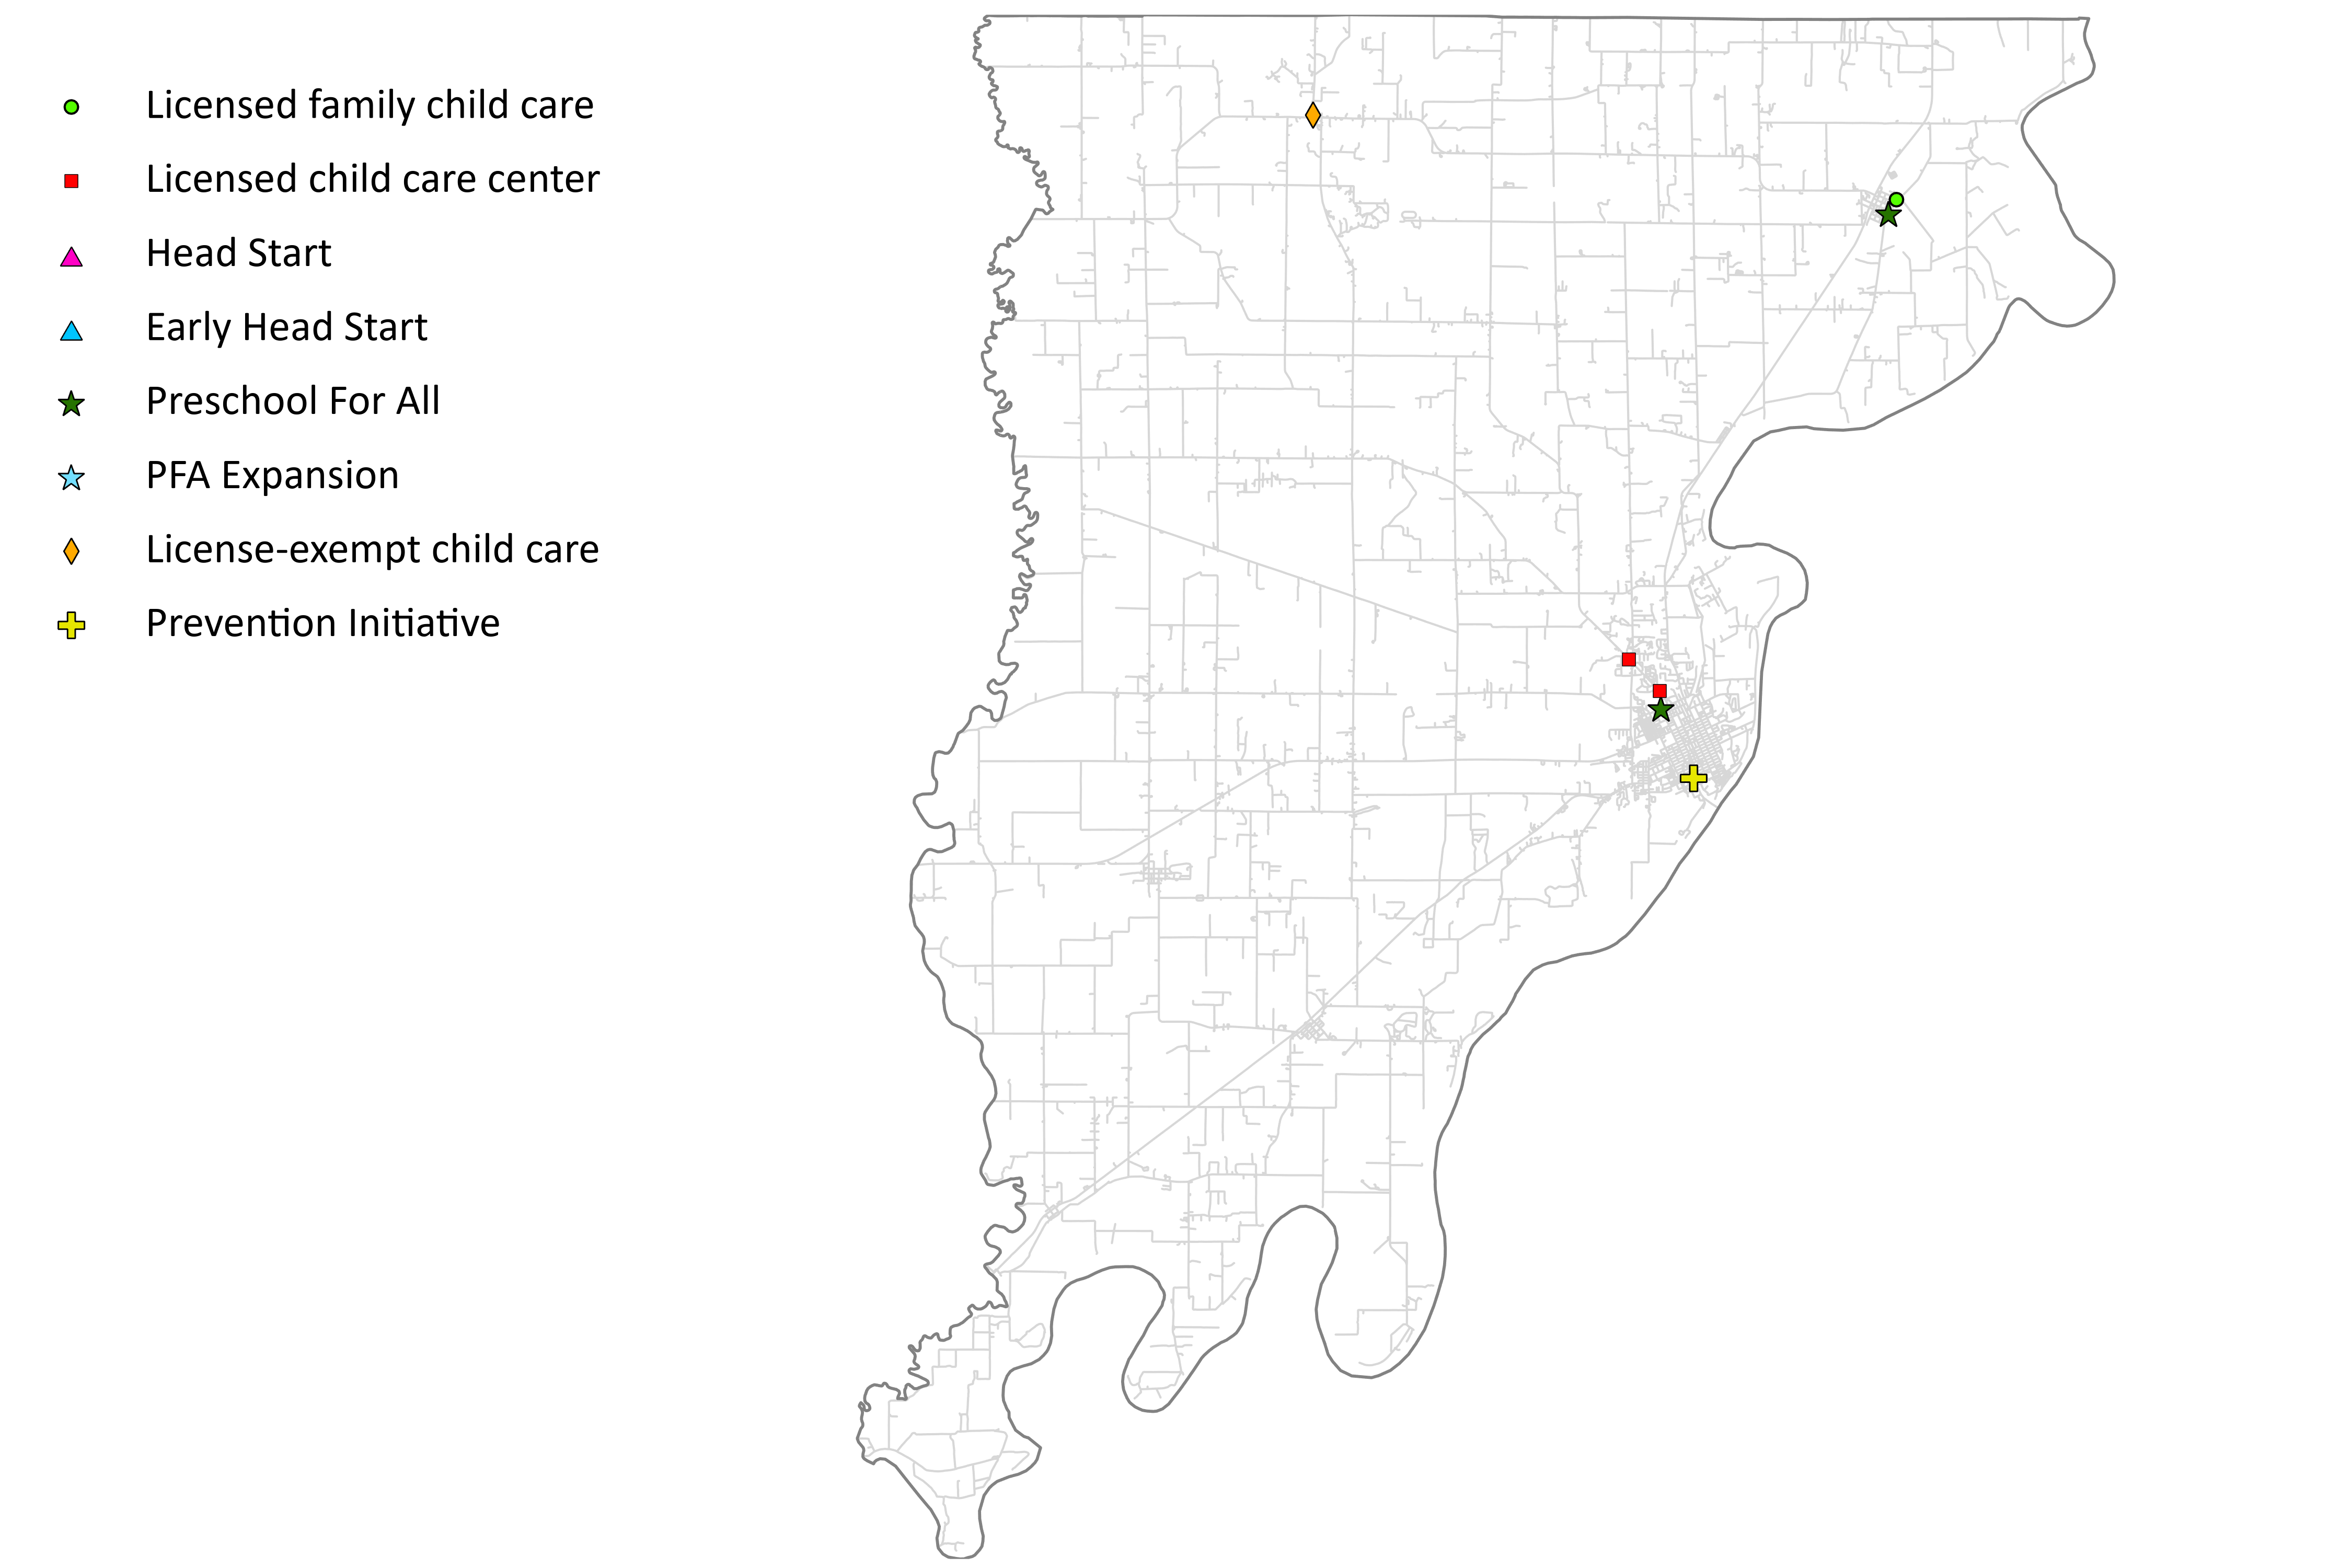 Licensed family child care
Licensed child care center
Head Start
Early Head Start
Preschool For All
PFA Expansion
License-exempt child care
Prevention Initiative